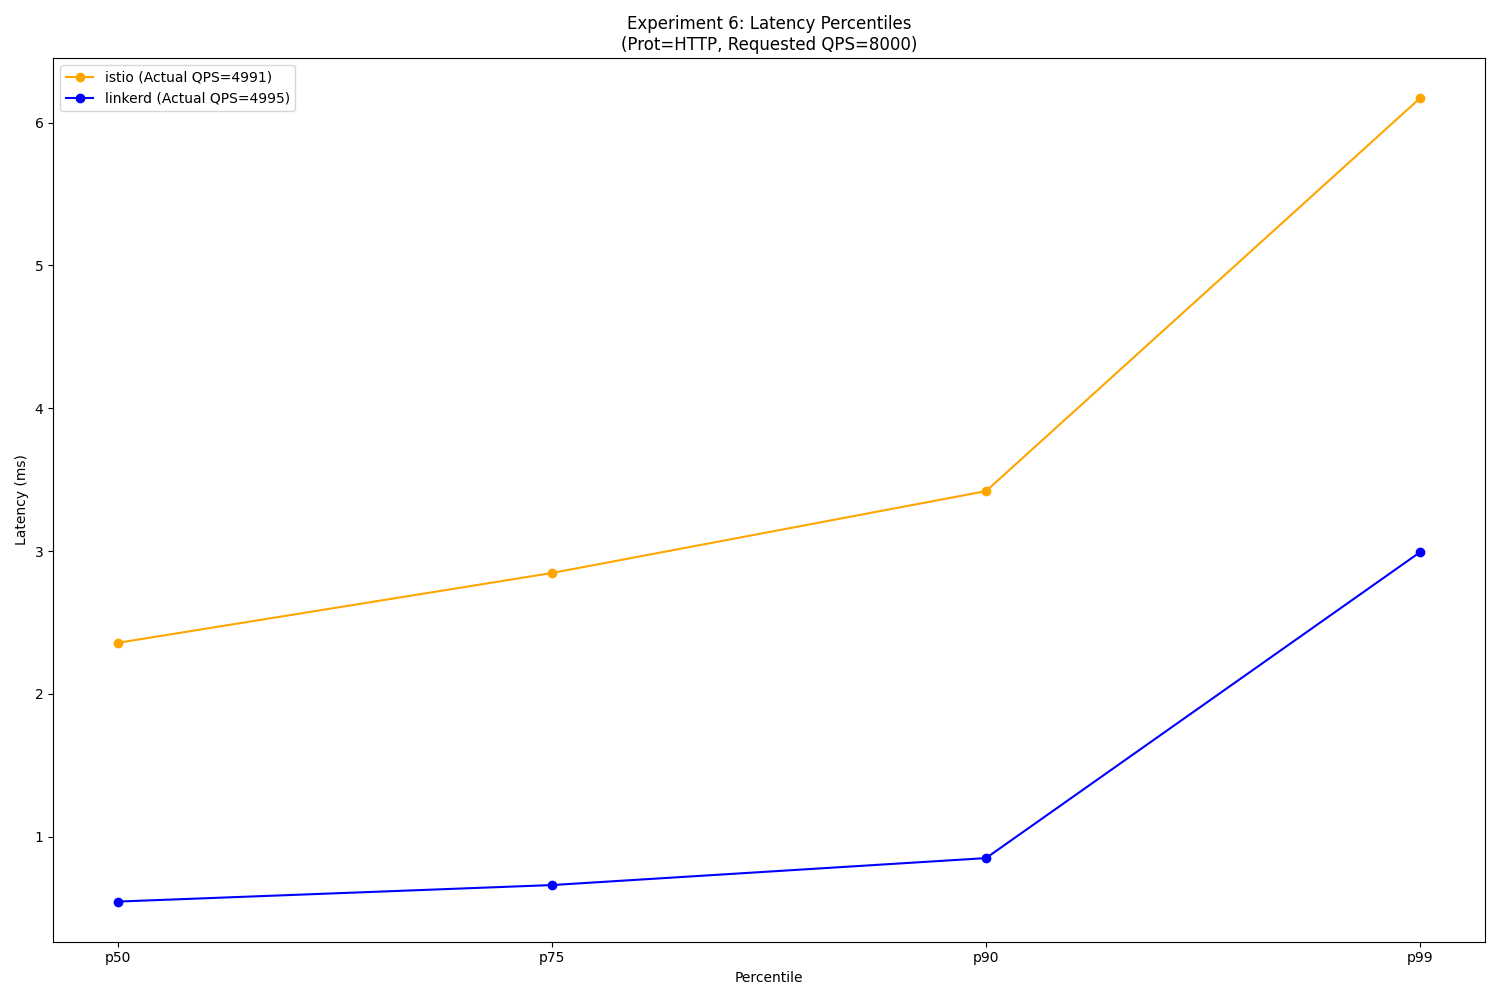 Experiment 6: Latency Percentiles
(Prot=HTTP, Requested QPS=8000)
istio (Actual QPS=4991)
linkerd (Actual QPS=4995)
6
5
4
3
2
1
Latency (ms)
p50 p75 p90 p99
Percentile